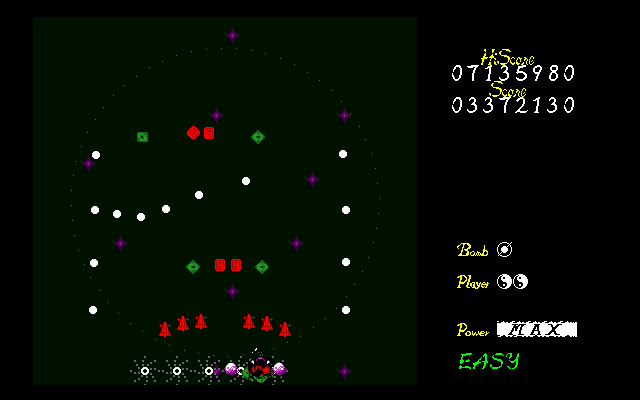 HiScore
07135980
Score
03372130
Bomb
Player
Power MAX
EASY